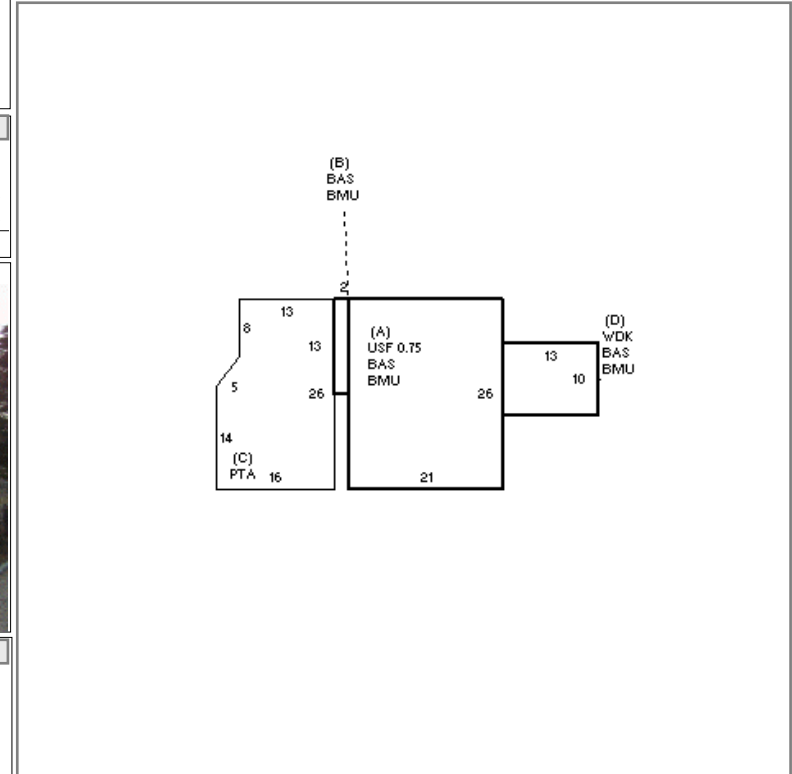 (B)
BAS
BMU
2
13
8
13
(A)
USF 0.75
BAS
BMU
(D)
WDK
BAS
BMU
13
10
5
26
26
14
(C)
PTA
16
21